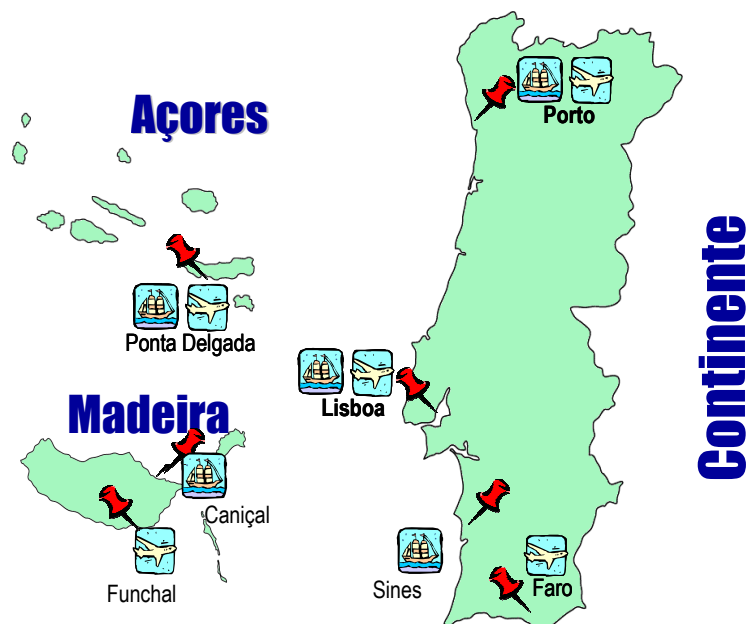 Açores
Porto
Continente
Ponta Delgada
Lisboa
Madeira
Caniçal
Funchal
Sines
Faro